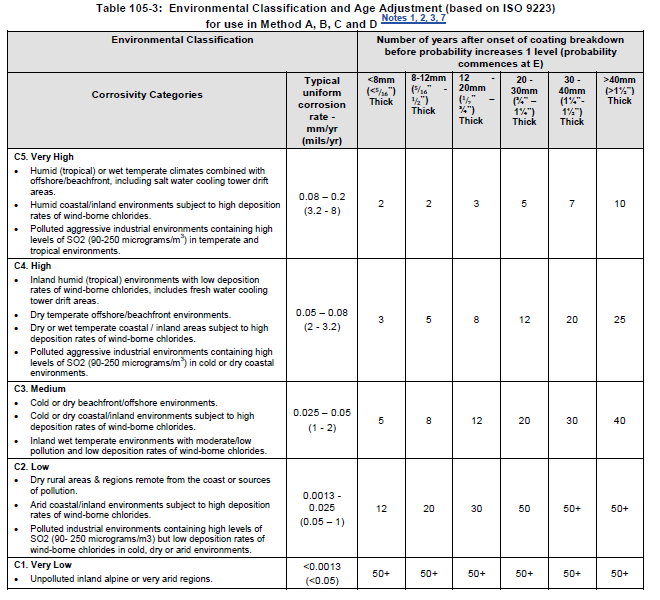 Table 105-3: Environmental Classification and Age Adjustment (based on ISO 9223)
for use in Method A, B, C and D Notes 1, 2, 3, 7
Environmental Classification
Number of years after onset of coating breakdown
before probability increases 1 level (probability
commences at E)
Corrosivity Categories
Typical
uniform
corrosion
rate -
mm/yr
(mils/yr)
<8mm
(<5/16")
Thick
8-12mm
(5/16" -
1/2")
Thick
12 -
20mm
(1/2" –
¾")
Thick
20 -
30mm
(¾" –
1¼")
Thick
30 -
40mm
(1¼"-
1½")
Thick
>40mm
(>1½")
Thick
C5. Very High
• Humid (tropical) or wet temperate climates combined with
offshore/beachfront, including salt water cooling tower drift
areas.
• Humid coastal/inland environments subject to high deposition
rates of wind-borne chlorides.
• Polluted aggressive industrial environments containing high
levels of SO2 (90-250 micrograms/m3) in temperate and
tropical environments.
0.08 – 0.2
(3.2 - 8)
2
2
3
5
7
10
C4. High
• Inland humid (tropical) environments with low deposition
rates of wind-borne chlorides, includes fresh water cooling
tower drift areas.
• Dry temperate offshore/beachfront environments.
• Dry or wet temperate coastal / inland areas subject to high
deposition rates of wind-borne chlorides.
• Polluted aggressive industrial environments containing high
levels of SO2 (90-250 micrograms/m3) in cold or dry coastal
environments.
0.05 – 0.08
(2 - 3.2)
3
5
8
12
20
25
C3. Medium
• Cold or dry beachfront/offshore environments.
• Cold or dry coastal/inland environments subject to high
deposition rates of wind-borne chlorides.
• Inland wet temperate environments with moderate/low
pollution and low deposition rates of wind-borne chlorides.
0.025 – 0.05
(1 - 2)
5
8
12
20
30
40
C2. Low
• Dry rural areas & regions remote from the coast or sources
of pollution.
• Arid coastal/inland environments subject to high deposition
rates of wind-borne chlorides.
• Polluted industrial environments containing high levels of
SO2 (90- 250 micrograms/m3) but low deposition rates of
wind-borne chlorides in cold, dry or arid environments.
0.0013 -
0.025
(0.05 – 1)
12
20
30
50
50+
50+
C1. Very Low
• Unpolluted inland alpine or very arid regions.
<0.0013
(<0.05)
50+
50+
50+
50+
50+
50+